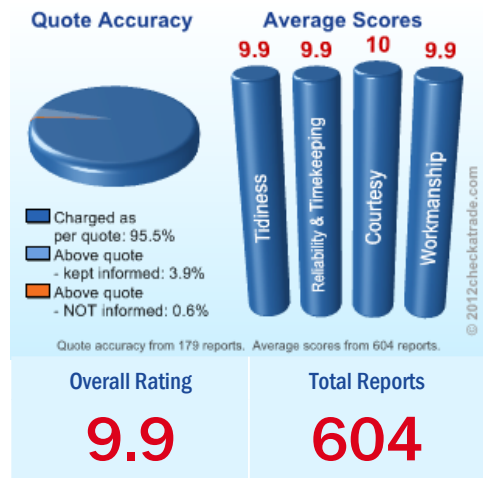 Quote Accuracy
Average Scores
9.9
9.9
10
9.9
Tidiness
Reliability & Timekeeping
Courtesy
Workmanship
Charged as
per quote: 95.5%
Above quote
- kept informed: 3.9%
Above quote
- NOT informed: 0.6%
© 2012checkatrade.com
Quote accuracy from 179 reports. Average scores from 604 reports.
Overall Rating
9.9
Total Reports
604